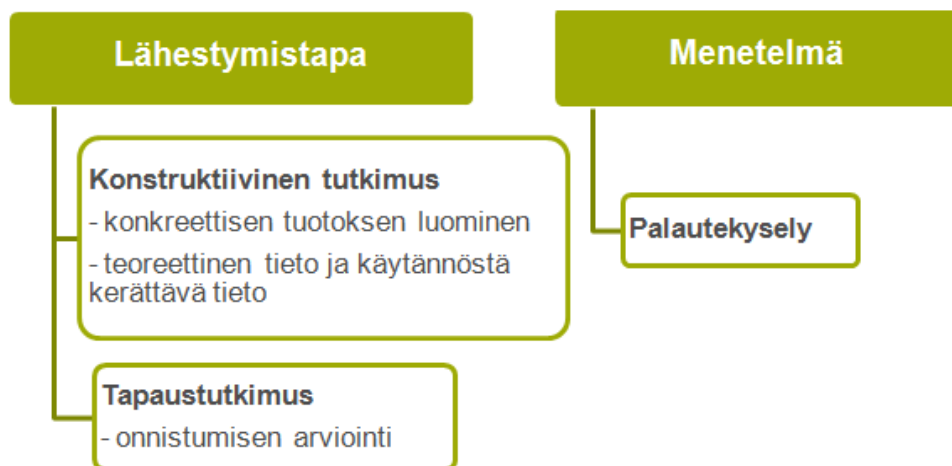 Lähestymistapa
Konstruktiivinen tutkimus
- konkreettisen tuotoksen luominen
- teoreettinen tieto ja käytännöstä
kerättävä tieto
Tapaustutkimus
- onnistumisen arviointi
Menetelmä
Palautekysely